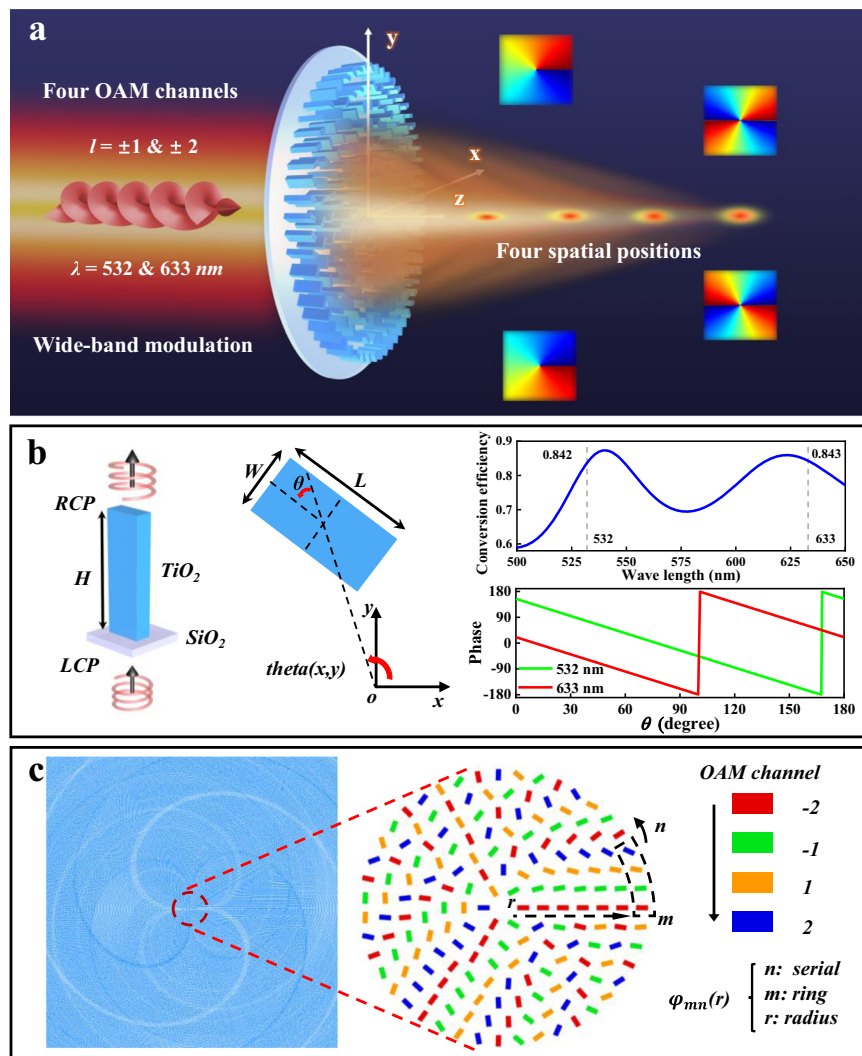 a
Four OAM channels
l = ±1 & ± 2
λ = 532 & 633 nm
Wide-band modulation
y
x
z
Four spatial positions
b
RCP
H
TiO2
SiO2
LCP
W
L
θ
y
theta(x,y)
o
x
Conversion efficiency
0.9
0.8
0.7
0.6
0.842
0.843
532
633
500 525 550 575 600 625 650
Wave length (nm)
Phase
180
90
0
-90
-180
532 nm
633 nm
0 30 60 90 120 150 180
θ (degree)
c
n
r
m
OAM channel
-2
-1
1
2
φmn(r)
n: serial
m: ring
r: radius